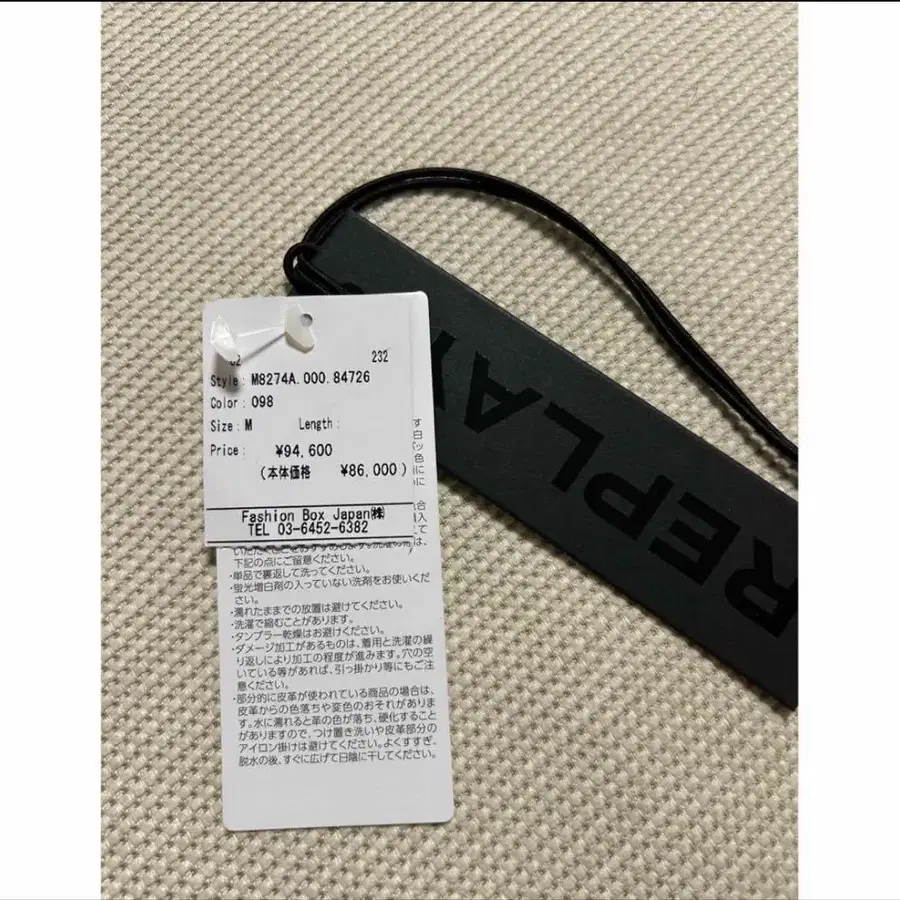 232
Style: M8274A.000.84726
Color: 098
Size: M Length:
Price: ¥94,600
(本体価格 ¥86,000)
Fashion Box Japan㈱
TEL 03-6452-6382
下記の点にご留意ください。
・単品で裏返して洗ってください。
・蛍光増白剤の入っていない洗剤をお使いくだ
さい。
・濡れたままでの放置は避けてください。
・洗濯で縮むことがあります。
・タンブラー乾燥はお避けください。
・ダメージ加工があるものは、着用と洗濯の繰
り返しにより加工の程度が進みます。穴の空
いている等があれば、引っ掛かり等にもご注
意ください。
・部分的に皮革が使われている商品の場合は、
皮革からの色落ちや変色のおそれがありま
す。水に濡れると革の色が落ち、硬化すること
がありますので、つけ置き洗いや皮革部分の
アイロン掛けは避けてください。よくすすぎ、
脱水の後、すぐに広げて日陰に干してください。
REPLAY